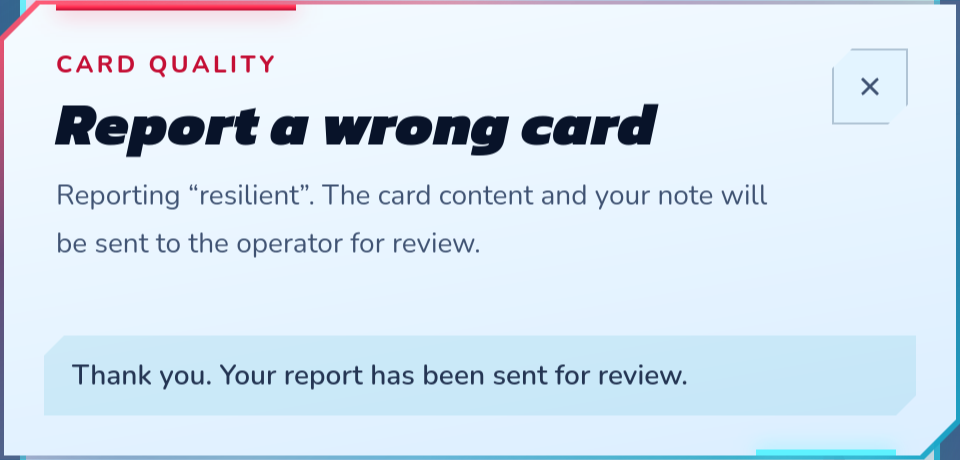 CARD QUALITY
Report a wrong card
Reporting “resilient”. The card content and your note will
be sent to the operator for review.
Thank you. Your report has been sent for review.